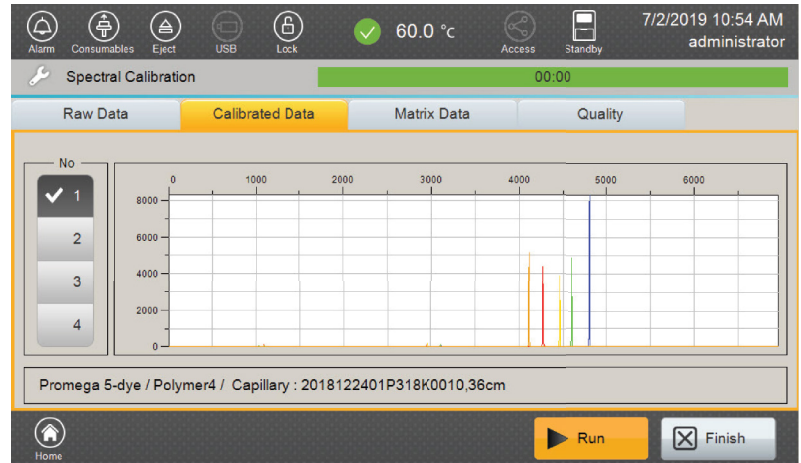 7/2/2019 10:54 AM
60.0 °c
administrator
Alarm Consumables Eject USB Lock Access Standby
Spectral Calibration 00:00
Raw Data Calibrated Data Matrix Data Quality
No
0 1000 2000 3000 4000 5000 6000
8000
6000
4000
2000
0
1
2
3
4
Promega 5-dye / Polymer4 / Capillary : 2018122401P318K0010,36cm
Run Finish
Home